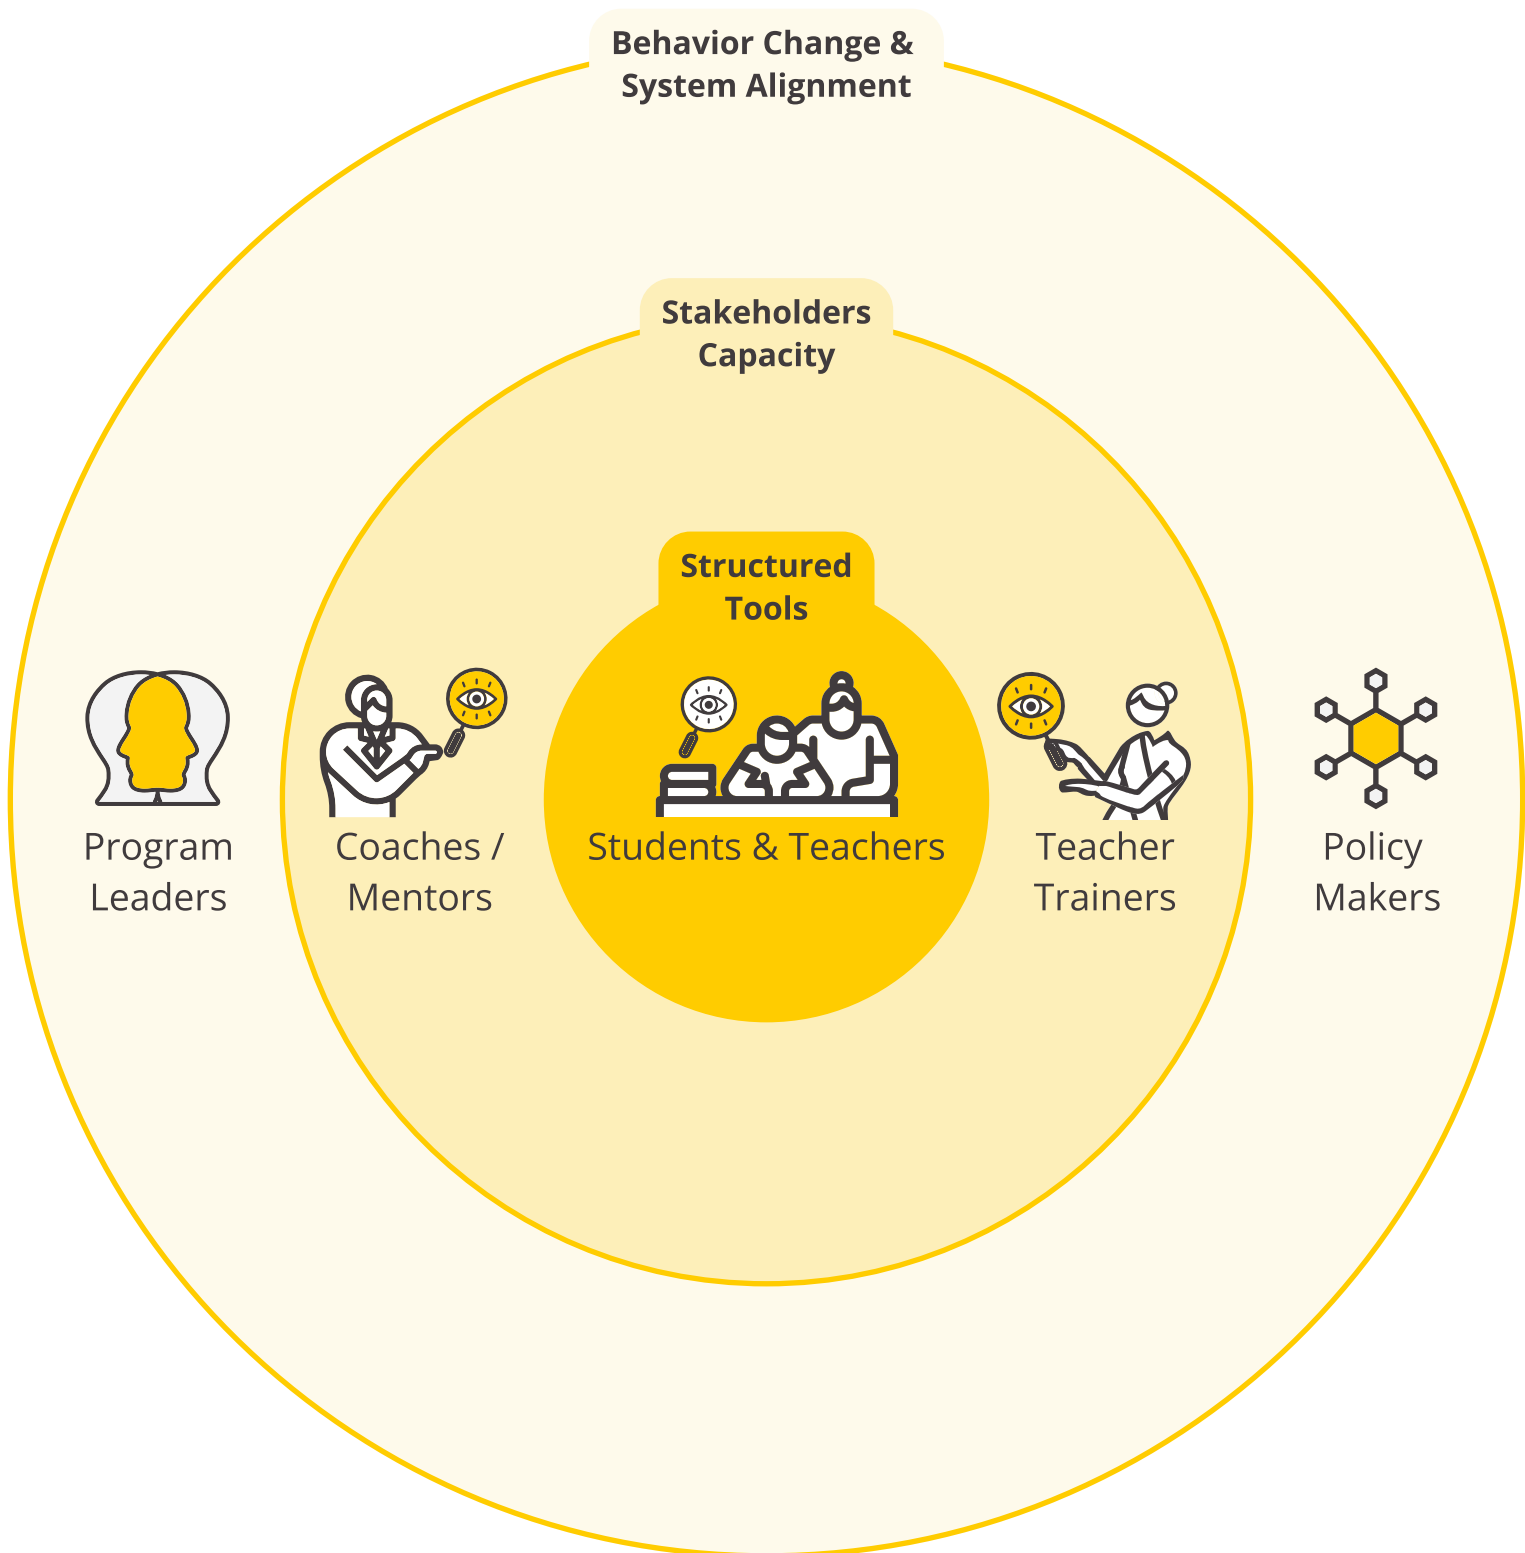 Behavior Change &
System Alignment
Stakeholders
Capacity
Structured
Tools
Program
Leaders
Coaches /
Mentors
Students & Teachers
Teacher
Trainers
Policy
Makers